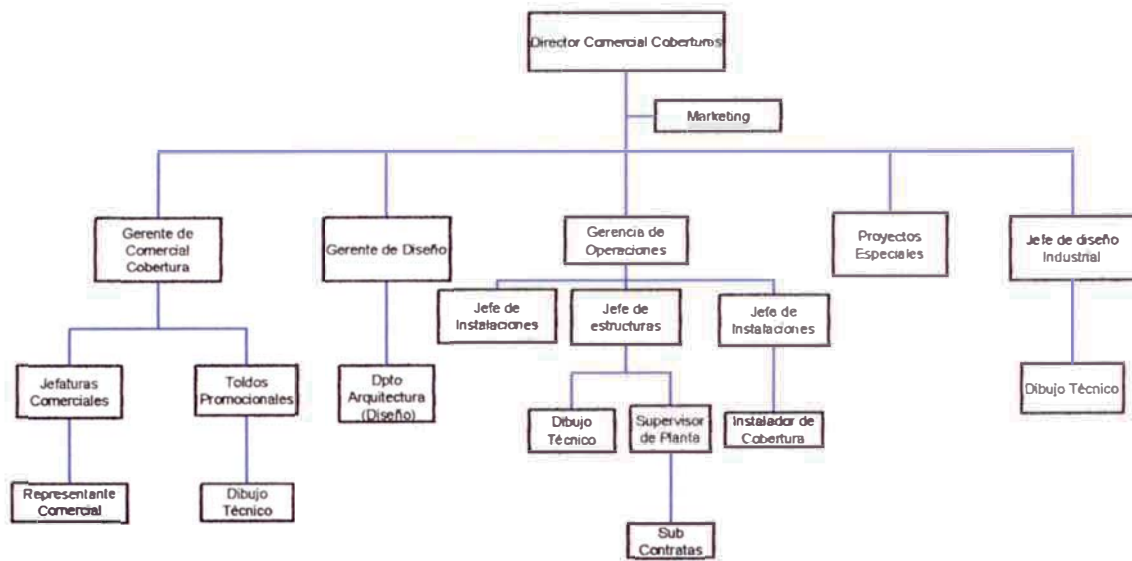 Director Comercial Coberturos
Marketing
Gerente de
Comercial
Cobertura
Gerente de Diseño
Gerencia de
Operaciones
Proyectos
Especiales
Jefe de diseño
Industrial
Jefe de
Instalaciones
Jefe de
estructuras
Jefe de
Instalaciones
Jefaturas
Comerciales
Toldos
Promocionales
Dpto
Arquitectura
(Diseño)
Dibujo
Técnico
Supervisor
de Planta
Instalador de
Cobertura
Dibujo Técnico
Representante
Comercial
Dibujo
Técnico
Sub
Contratas